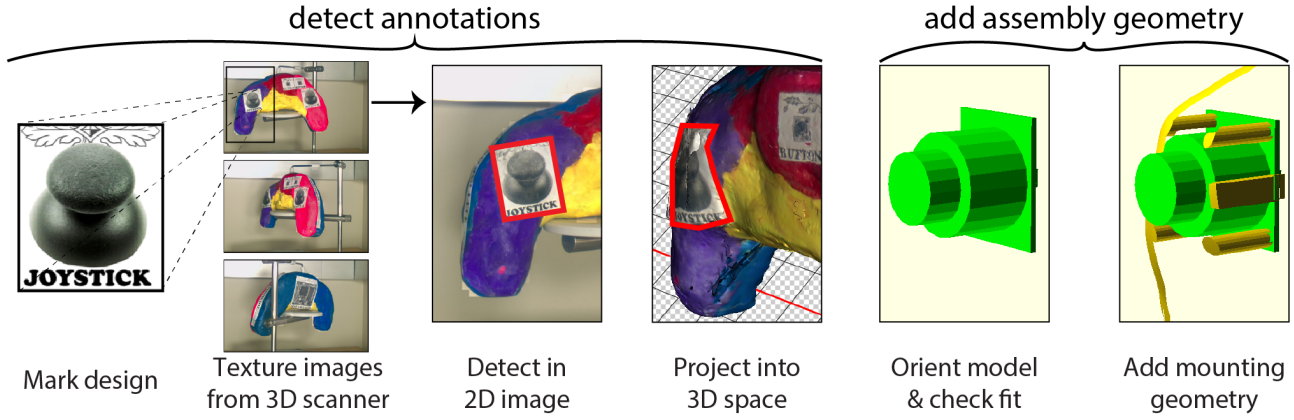 detect annotations
add assembly geometry
JOYSTICK
JOYSTICK
BUTTON
JOYSTICK
Mark design
Texture images
from 3D scanner
Detect in
2D image
Project into
3D space
Orient model
& check fit
Add mounting
geometry